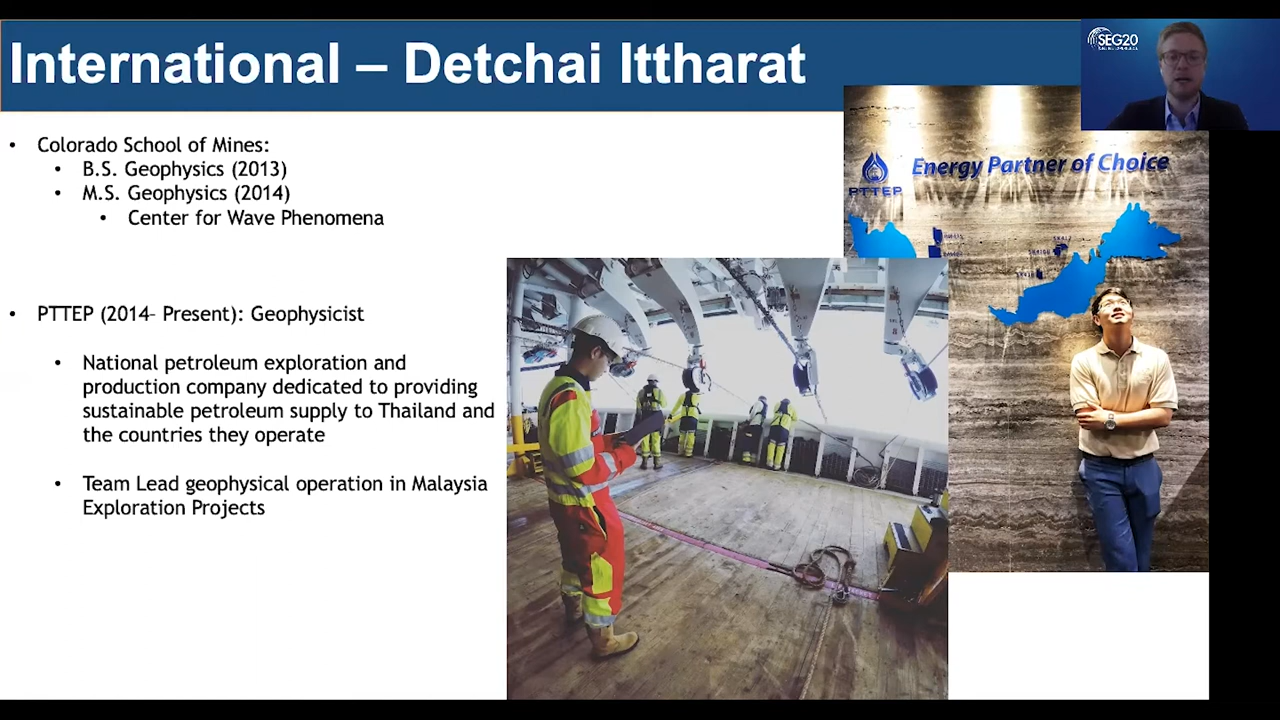 International – Detchai Ittharat
SEG20
• Colorado School of Mines:
• B.S. Geophysics (2013)
• M.S. Geophysics (2014)
• Center for Wave Phenomena
• PTTEP (2014– Present): Geophysicist
• National petroleum exploration and
production company dedicated to providing
sustainable petroleum supply to Thailand and
the countries they operate
• Team Lead geophysical operation in Malaysia
Exploration Projects
PTTEP
Energy Partner of Choice